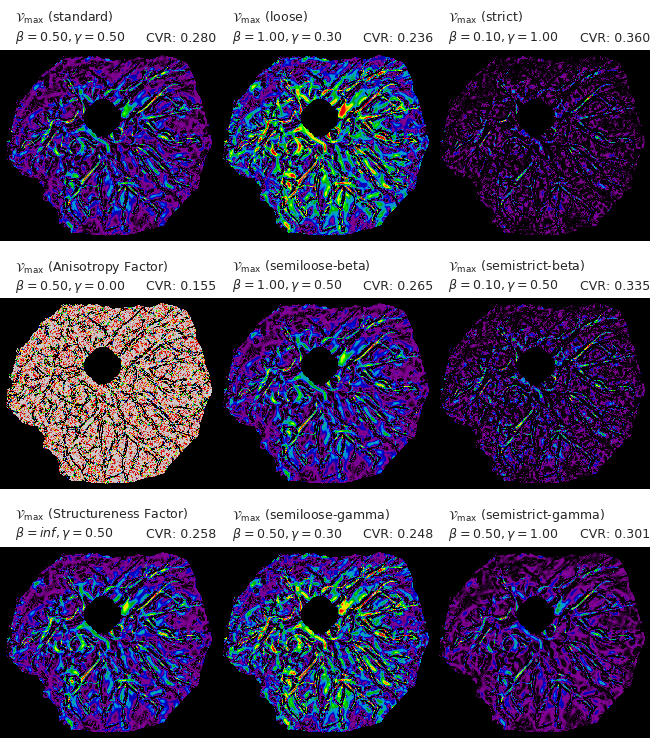 𝒱max (standard)
β = 0.50, γ = 0.50 CVR: 0.280
𝒱max (loose)
β = 1.00, γ = 0.30 CVR: 0.236
𝒱max (strict)
β = 0.10, γ = 1.00 CVR: 0.360
𝒱max (Anisotropy Factor)
β = 0.50, γ = 0.00 CVR: 0.155
𝒱max (semiloose-beta)
β = 1.00, γ = 0.50 CVR: 0.265
𝒱max (semistrict-beta)
β = 0.10, γ = 0.50 CVR: 0.335
𝒱max (Structureness Factor)
β = inf, γ = 0.50 CVR: 0.258
𝒱max (semiloose-gamma)
β = 0.50, γ = 0.30 CVR: 0.248
𝒱max (semistrict-gamma)
β = 0.50, γ = 1.00 CVR: 0.301